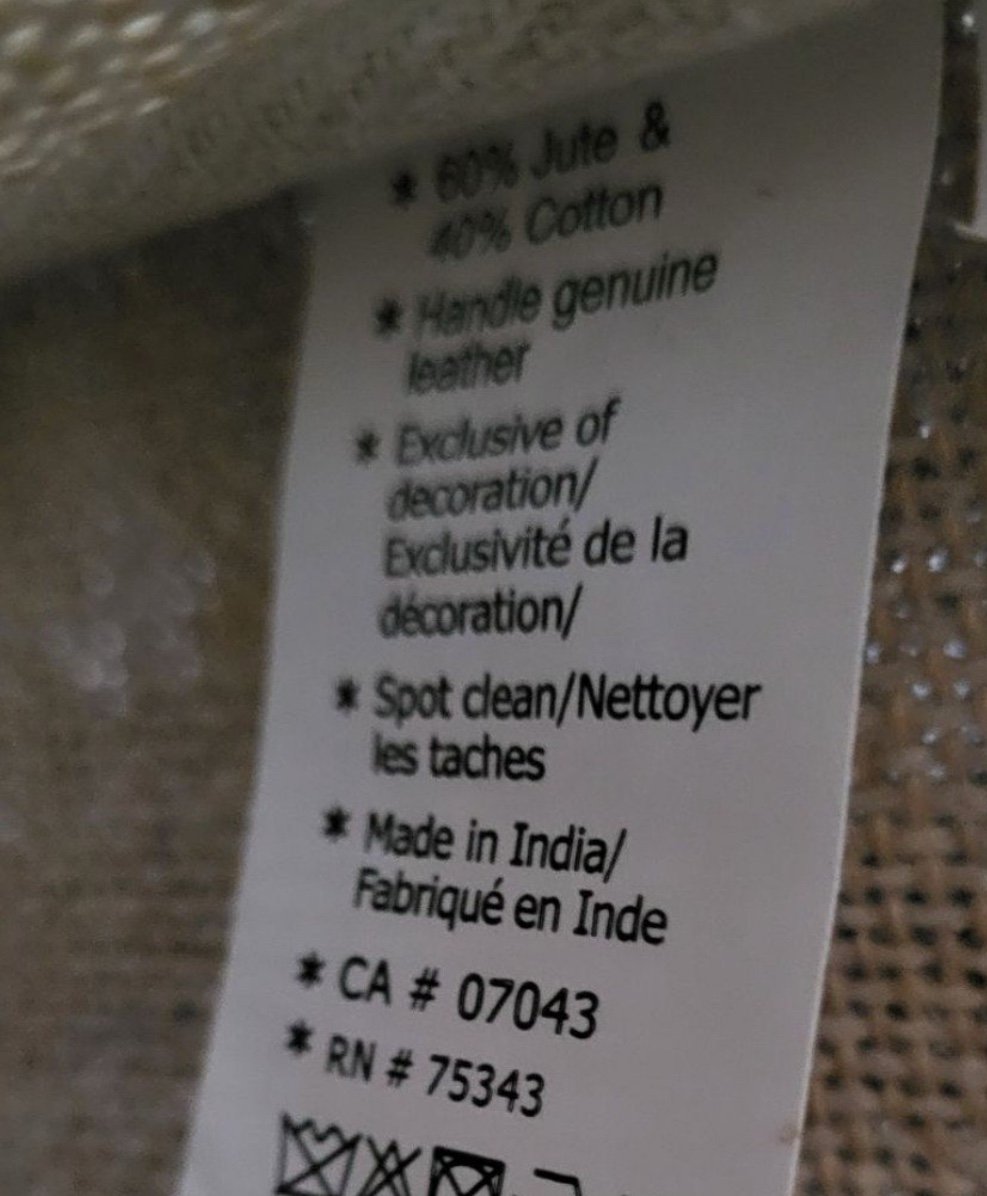 * 60% Jute &
40% Cotton
* Handle genuine
leather
* Exclusive of
decoration/
Exclusivité de la
décoration/
* Spot clean/Nettoyer
les taches
* Made in India/
Fabriqué en Inde
* CA # 07043
* RN # 75343